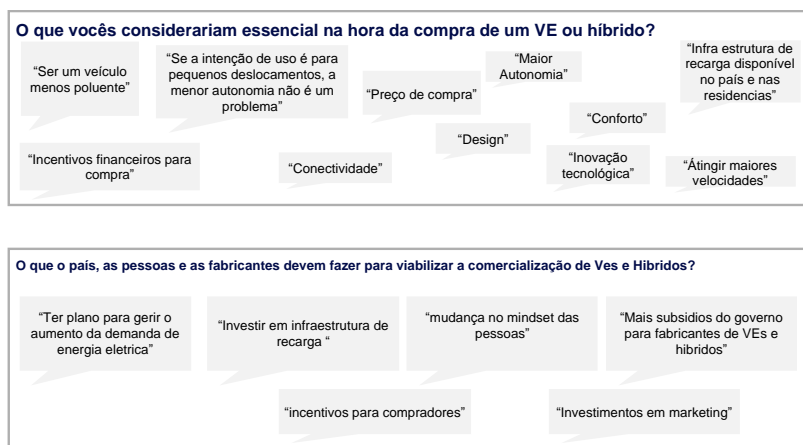 O que vocês considerariam essencial na hora da compra de um VE ou híbrido?
“Ser um veículo
menos poluente”
“Se a intenção de uso é para
pequenos deslocamentos, a
menor autonomia não é um
problema”
“Preço de compra”
“Maior
Autonomia”
“Infra estrutura de
recarga disponível
no país e nas
residencias”
“Conforto”
“Design”
“Incentivos financeiros para
compra”
“Conectividade”
“Inovação
tecnológica”
“Átingir maiores
velocidades”
O que o país, as pessoas e as fabricantes devem fazer para viabilizar a comercialização de Ves e Hibridos?
“Ter plano para gerir o
aumento da demanda de
energia eletrica”
“Investir em infraestrutura de
recarga “
“mudança no mindset das
pessoas”
“Mais subsidios do governo
para fabricantes de VEs e
hibridos”
“incentivos para compradores”
“Investimentos em marketing”